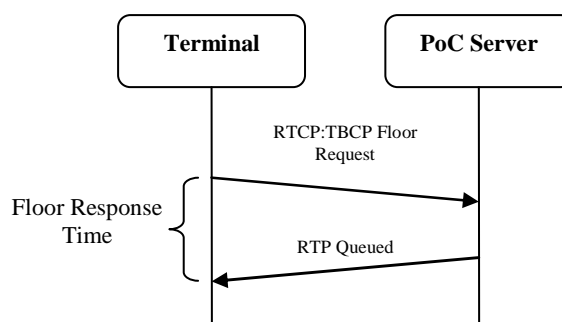 Terminal
PoC Server
RTCP:TBCP Floor
Request
Floor Response
Time
RTP Queued